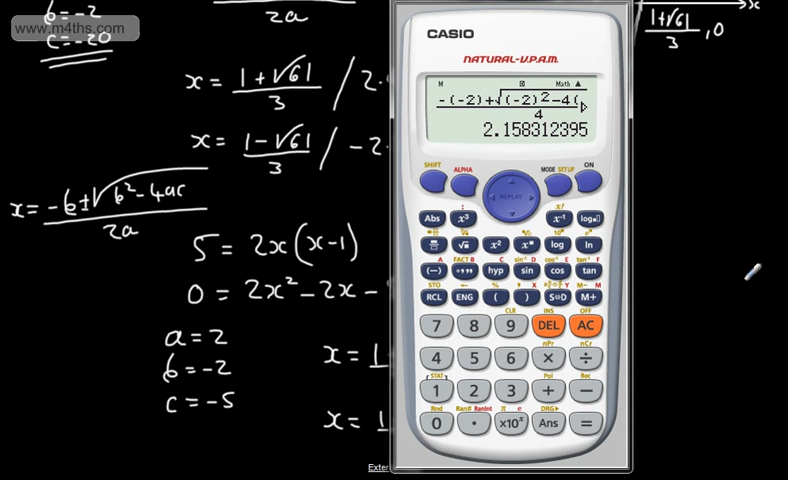 www.m4ths.com
b=-2
c=-20
2a
x = 1+√61 / 3 / 2.
x = 1-√61 / 3 / -2.
x = -b±√b²-4ac / 2a
5 = 2x(x-1)
0 = 2x² - 2x -
a = 2
b = -2
c = -5
x = 1
x = 1
1+√61 / 3 , 0
x
CASIO
NATURAL-V.P.A.M.
M Math ▲
-(-2)+√(-2)²-4( ▷
4
2.158312395
SHIFT ALPHA MODE SETUP ON
REPLAY
Abs x³ x⁻¹ log
√ x² log ln
(−) °,,, hyp sin cos tan
RCL ENG ( ) S⇔D M+
7 8 9 DEL AC
4 5 6 × ÷
1 2 3 + −
0 . ×10ˣ Ans =
Exter